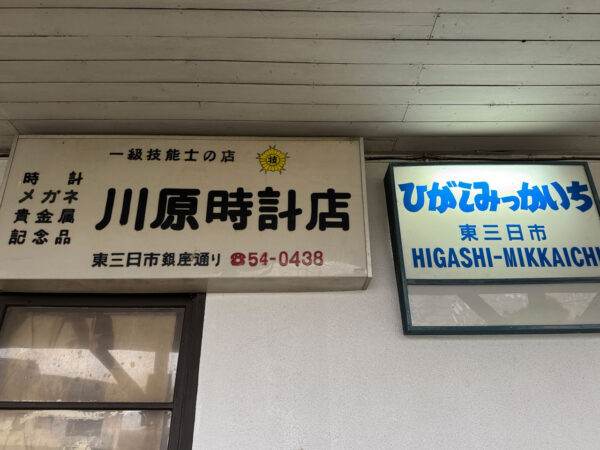 一級技能士の店
技
時計
メガネ
貴金属
記念品
川原時計店
東三日市銀座通り ☎54-0438
ひがしみっかいち
東三日市
HIGASHI-MIKKAICHI